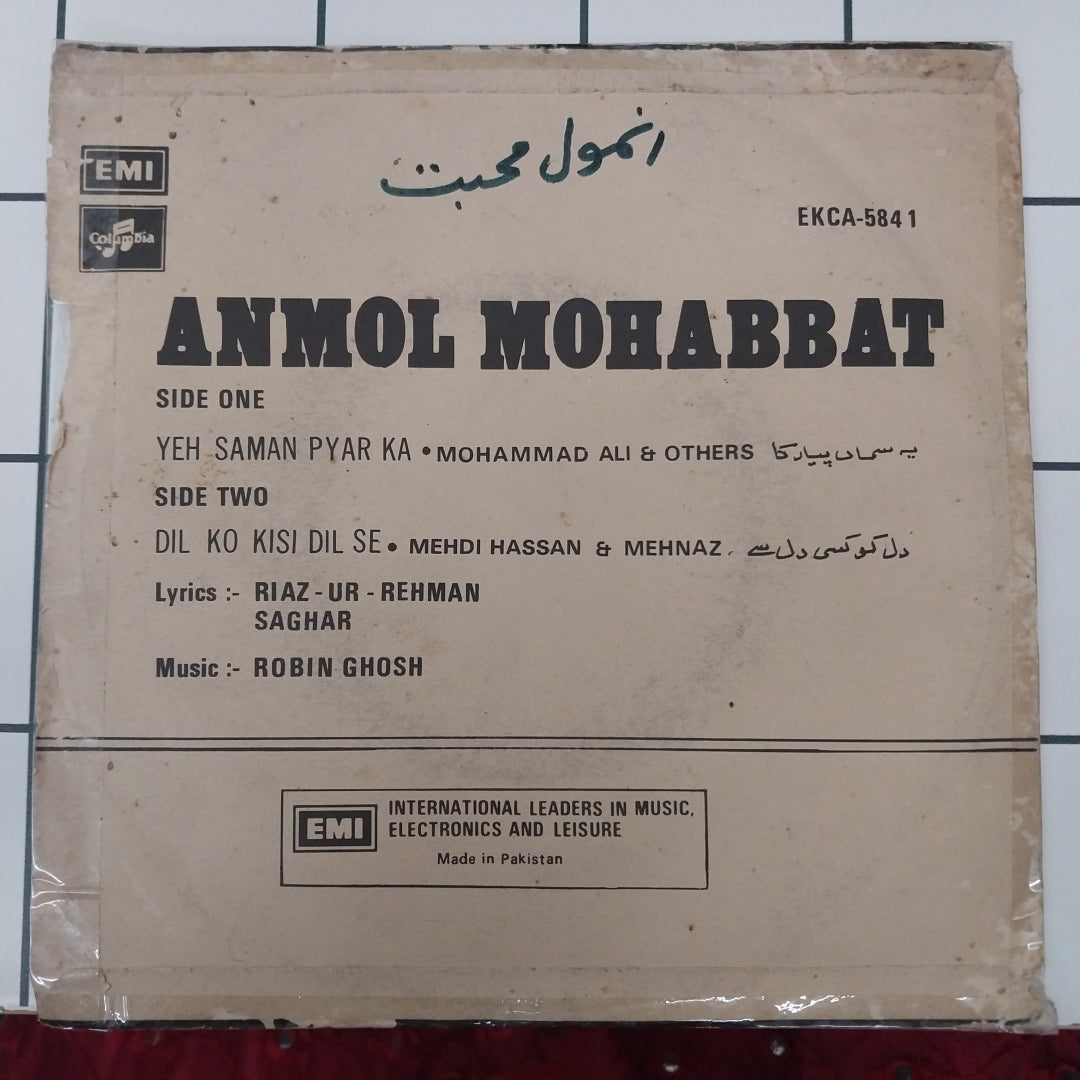 انمول محبت
EMI
Columbia
EKCA-5841
ANMOL MOHABBAT
SIDE ONE
YEH SAMAN PYAR KA • MOHAMMAD ALI & OTHERS یہ سماں پیار کا
SIDE TWO
DIL KO KISI DIL SE • MEHDI HASSAN & MEHNAZ. دل کو کسی دل سے
Lyrics :- RIAZ - UR - REHMAN
SAGHAR
Music :- ROBIN GHOSH
EMI
INTERNATIONAL LEADERS IN MUSIC,
ELECTRONICS AND LEISURE
Made in Pakistan